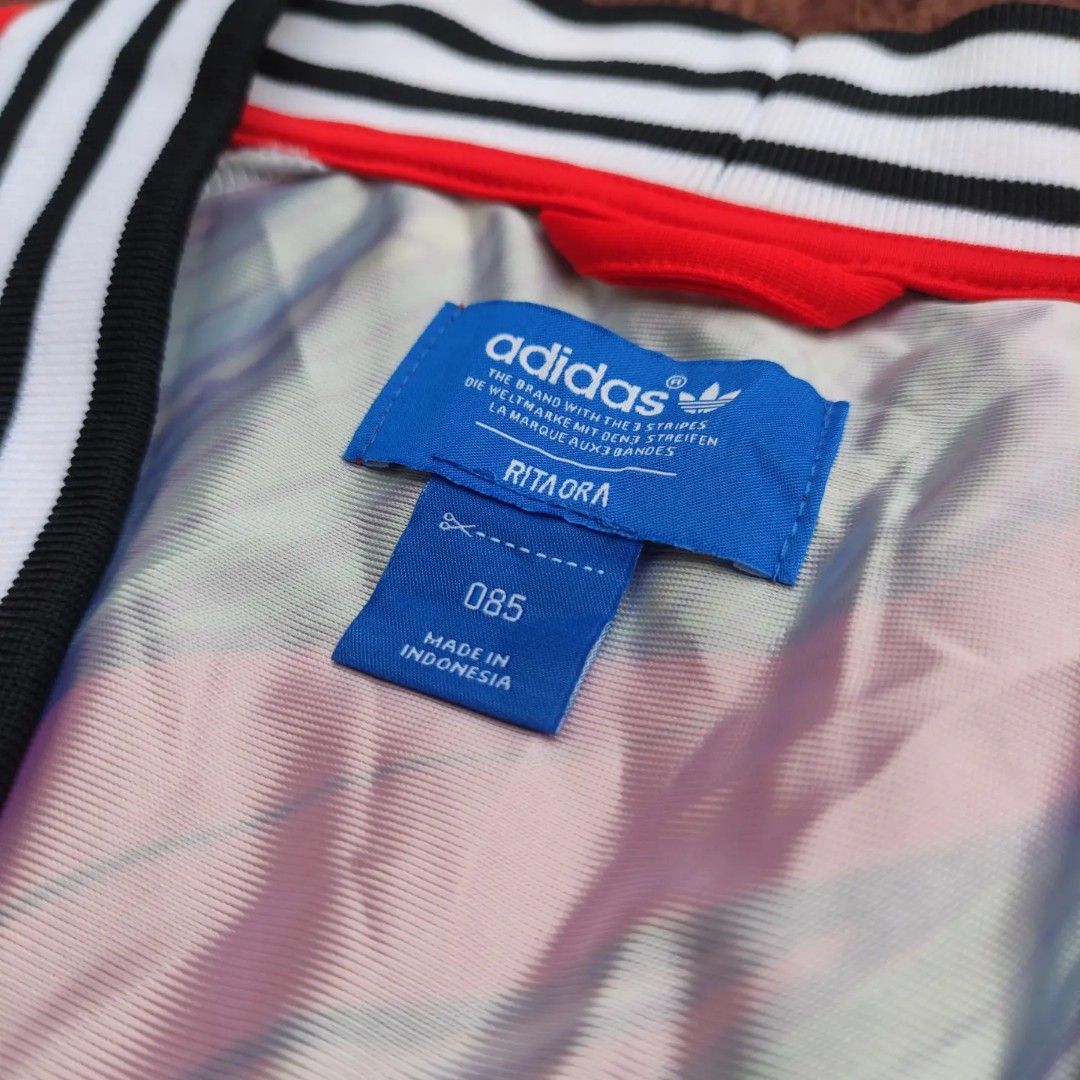 adidas®
THE BRAND WITH THE 3 STRIPES
DIE WELTMARKE MIT DEN 3 STREIFEN
LA MARQUE AUX 3 BANDES
RITA ORA
085
MADE IN
INDONESIA